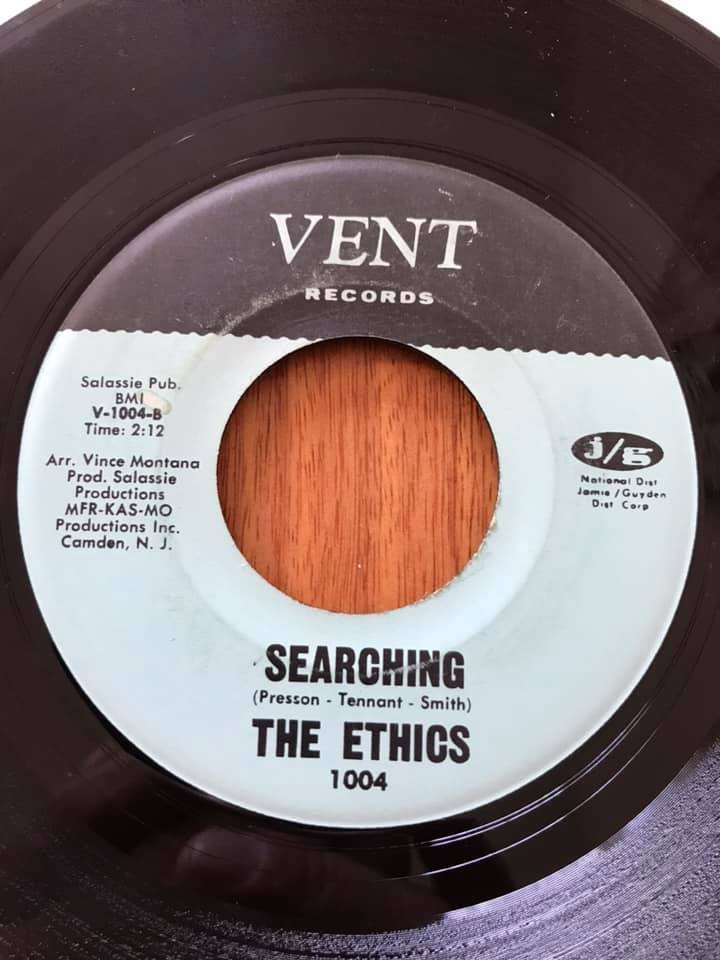 VENT
RECORDS
Salassie Pub.
BMI
V-1004-B
Time: 2:12
Arr. Vince Montana
Prod. Salassie
Productions
MFR-KAS-MO
Productions Inc.
Camden, N. J.
j/g
National Dist
Jamie / Guyden
Dist Corp
SEARCHING
(Presson - Tennant - Smith)
THE ETHICS
1004